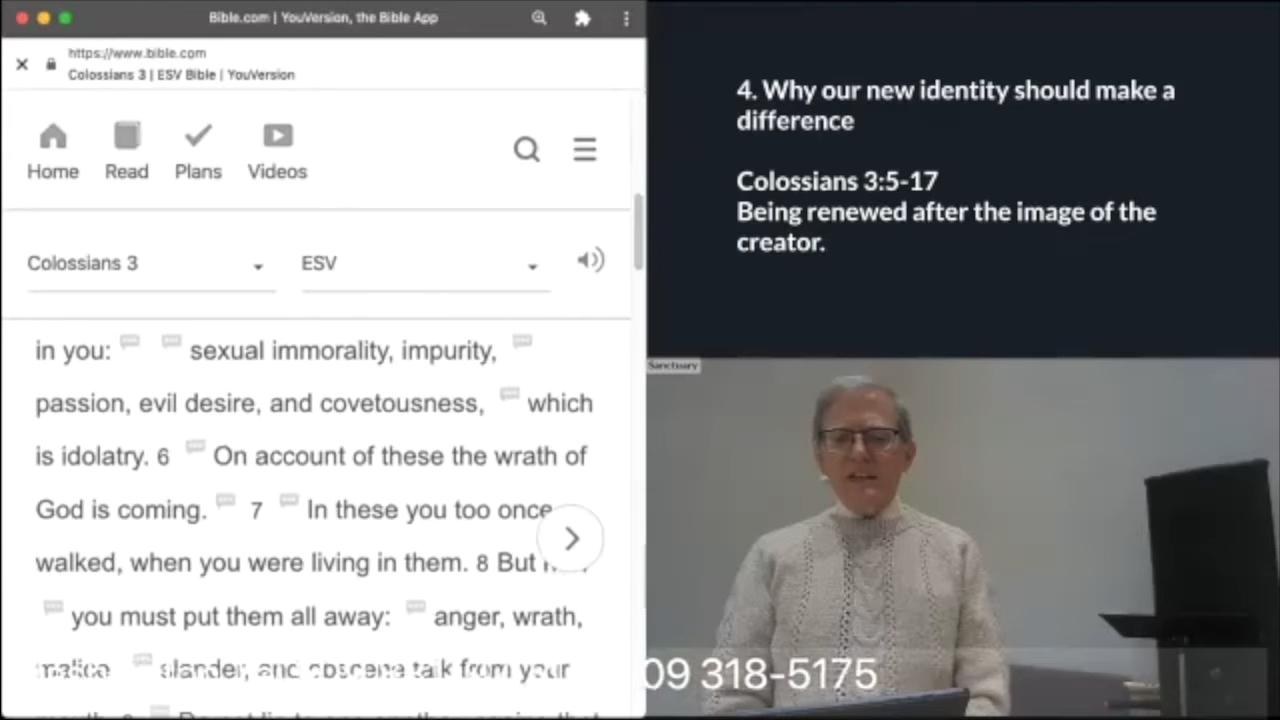 Bible.com | YouVersion, the Bible App
https://www.bible.com
Colossians 3 | ESV Bible | YouVersion
Home Read Plans Videos
Colossians 3 ESV
in you: sexual immorality, impurity,
passion, evil desire, and covetousness, which
is idolatry. 6 On account of these the wrath of
God is coming. 7 In these you too once
walked, when you were living in them. 8 But
you must put them all away: anger, wrath,
malice, slander, and obscene talk from your
4. Why our new identity should make a
difference
Colossians 3:5-17
Being renewed after the image of the
creator.
Sanctuary
09 318-5175